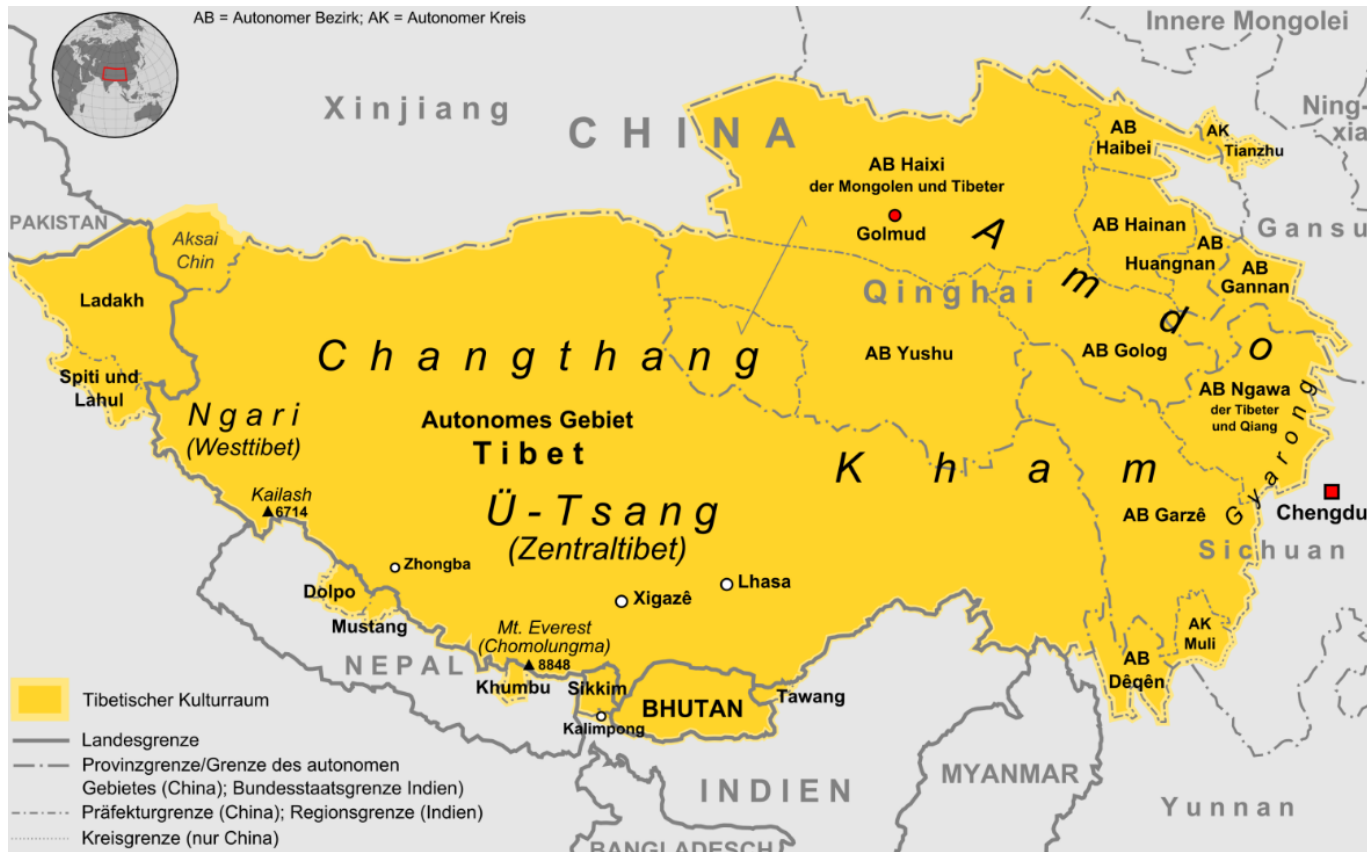 AB = Autonomer Bezirk; AK = Autonomer Kreis
Innere Mongolei
Xinjiang
CHINA
Ning-
xia
AB
Haibei
AK
Tianzhu
AB Haixi
der Mongolen und Tibeter
Golmud
PAKISTAN
Aksai
Chin
Gansu
AB Hainan
AB
Huangnan
AB
Gannan
Amdo
Qinghai
Ladakh
Changthang
AB Yushu
AB Golog
Spiti und
Lahul
Ngari
(Westtibet)
Autonomes Gebiet
Tibet
AB Ngawa
der Tibeter
und Qiang
Gyarong
Kham
Kailash
6714
Ü-Tsang
(Zentraltibet)
AB Garzê
Chengdu
Sichuan
Zhongba
Lhasa
Dolpo
Xigazê
Mustang
Mt. Everest
(Chomolungma)
8848
AK
Muli
AB
Dêqên
NEPAL
Khumbu
Sikkim
BHUTAN
Tawang
Kalimpong
INDIEN
MYANMAR
Yunnan
BANGLADESCH
Tibetischer Kulturraum
Landesgrenze
Provinzgrenze/Grenze des autonomen
Gebietes (China); Bundesstaatsgrenze Indien)
Präfekturgrenze (China); Regionsgrenze (Indien)
Kreisgrenze (nur China)